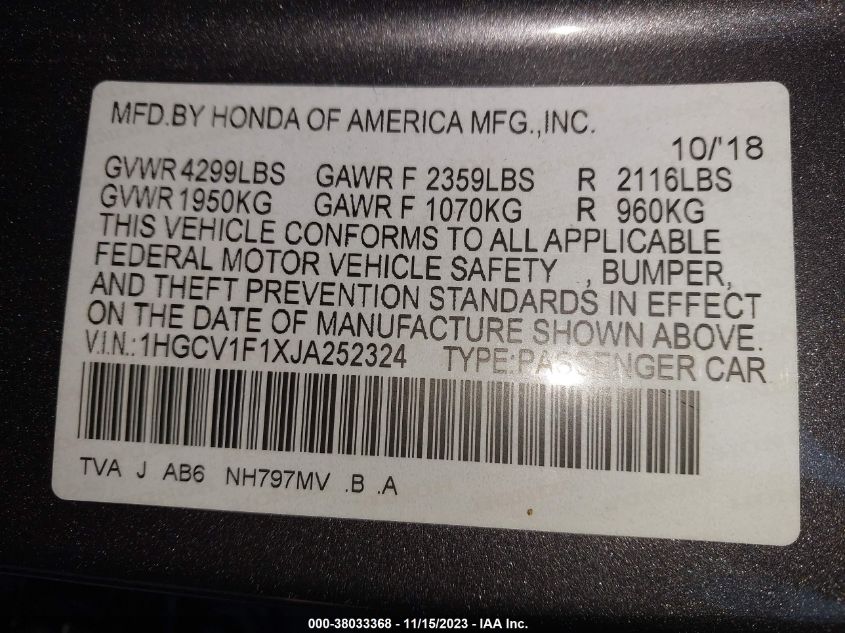 MFD.BY HONDA OF AMERICA MFG.,INC.
10/'18
GVWR 4299LBS GAWR F 2359LBS R 2116LBS
GVWR 1950KG GAWR F 1070KG R 960KG
THIS VEHICLE CONFORMS TO ALL APPLICABLE
FEDERAL MOTOR VEHICLE SAFETY , BUMPER,
AND THEFT PREVENTION STANDARDS IN EFFECT
ON THE DATE OF MANUFACTURE SHOWN ABOVE.
V.I.N.:1HGCV1F1XJA252324 TYPE:PASSENGER CAR
TVA J AB6 NH797MV .B .A
000-38033368 - 11/15/2023 - IAA Inc.